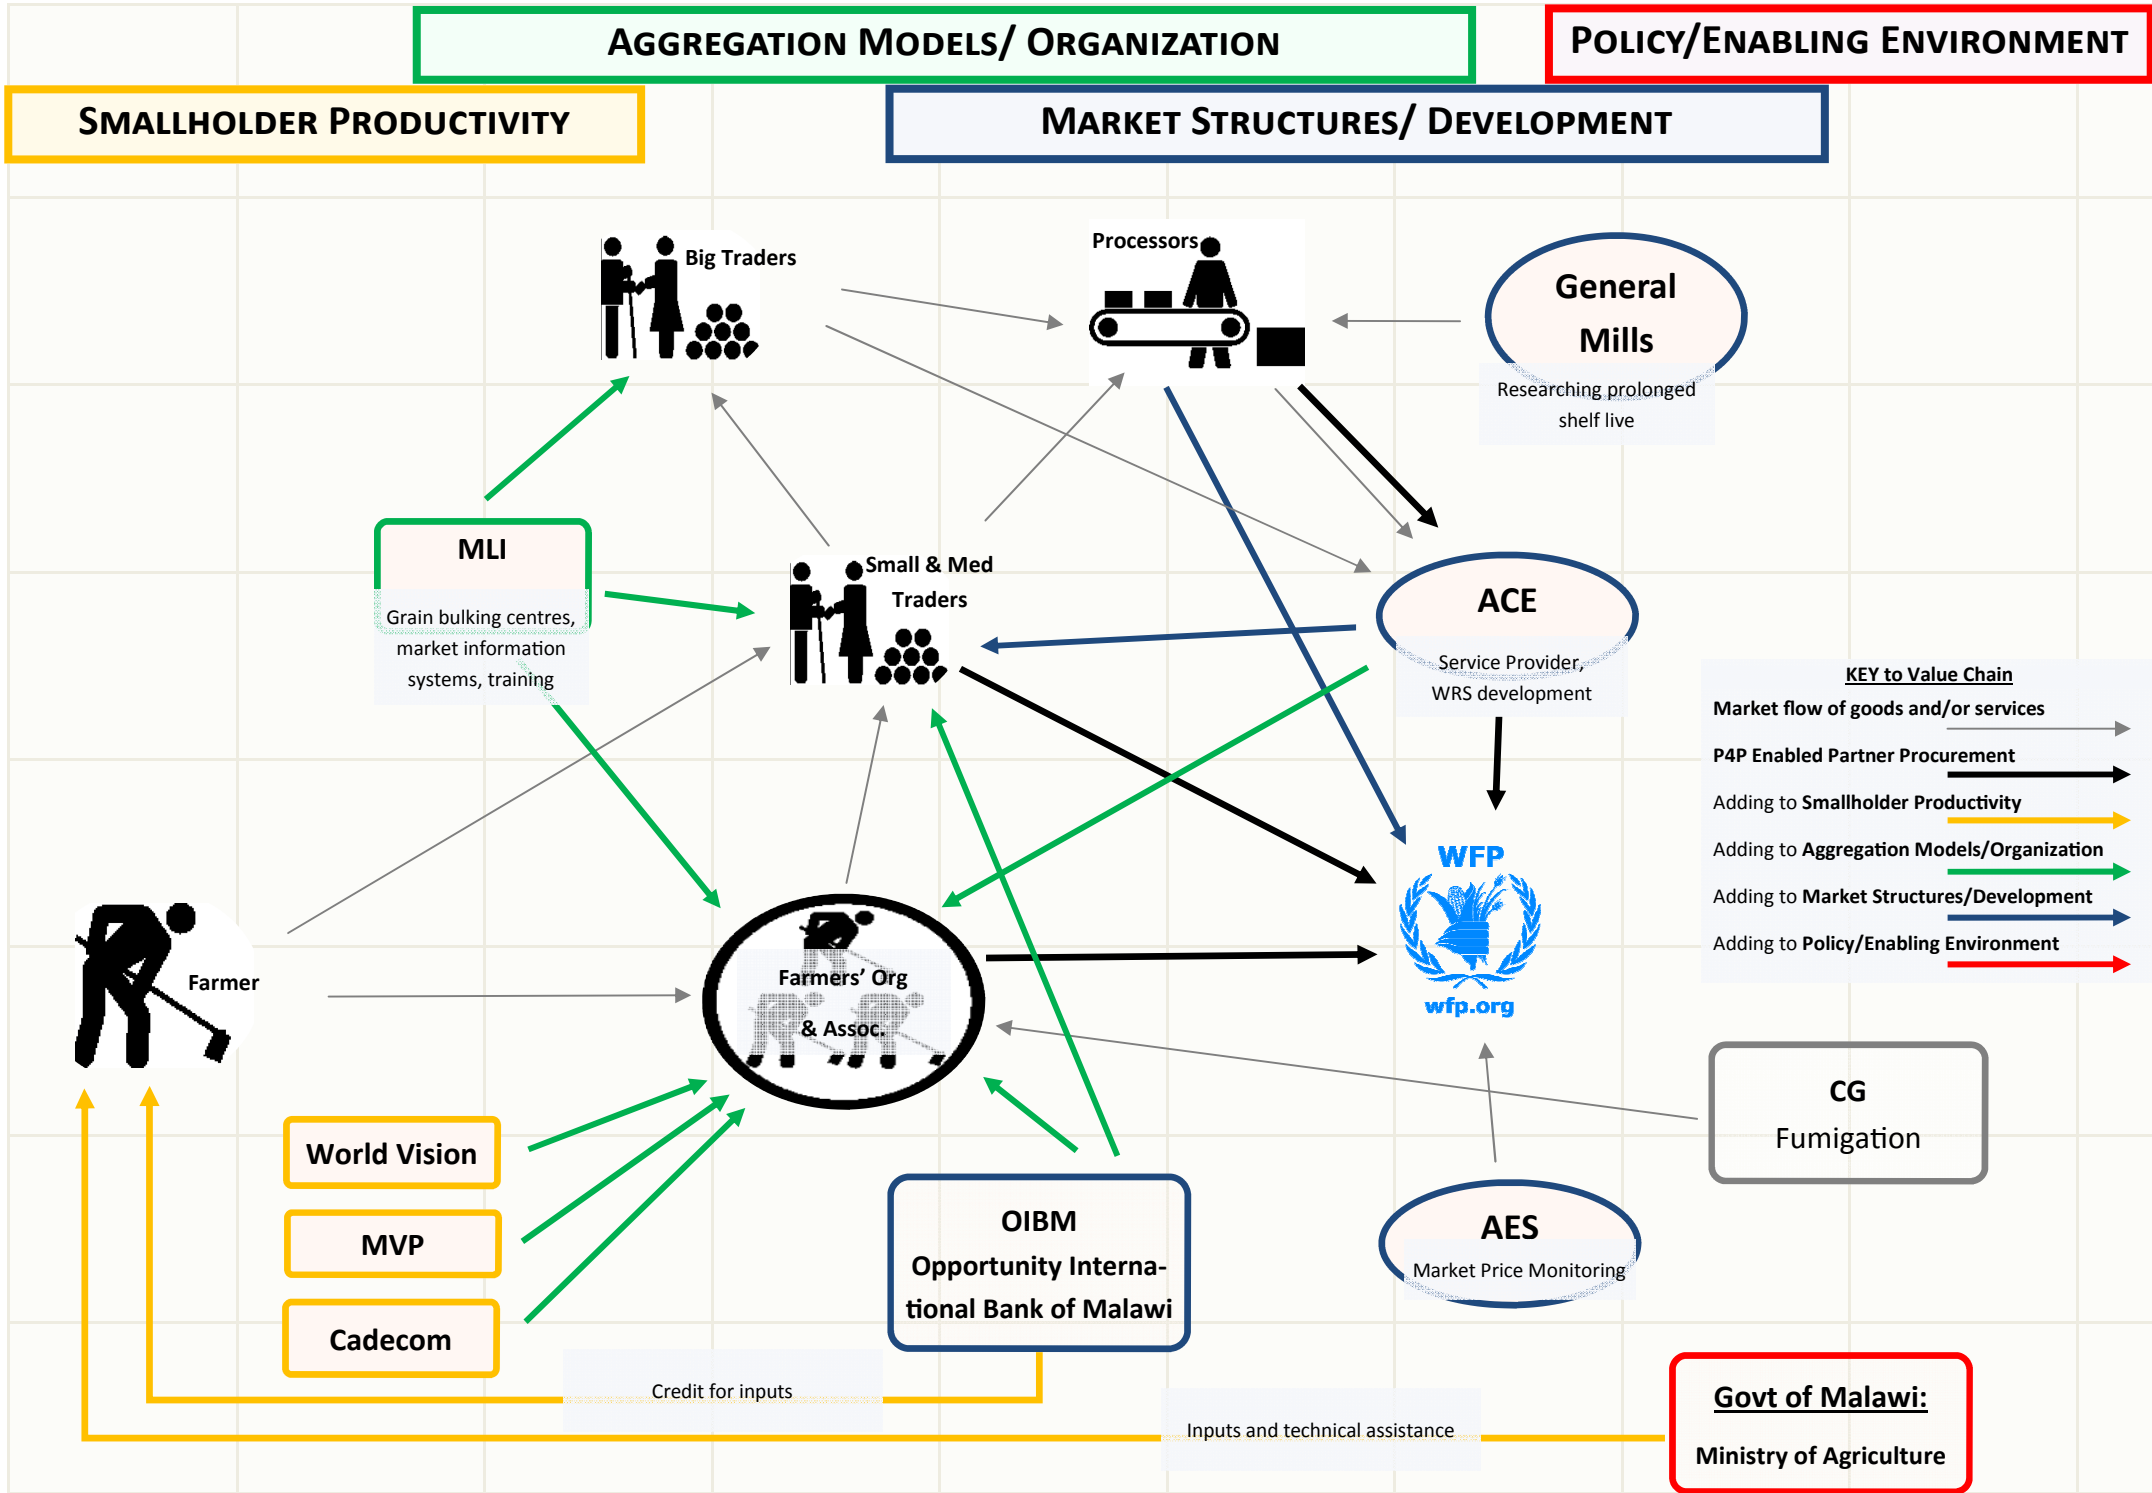 AGGREGATION MODELS/ ORGANIZATION
POLICY/ENABLING ENVIRONMENT
SMALLHOLDER PRODUCTIVITY
MARKET STRUCTURES/ DEVELOPMENT
Big Traders
Processors
General
Mills
Researching prolonged
shelf live
MLI
Grain bulking centres,
market information
systems, training
Small & Med
Traders
ACE
Service Provider,
WRS development
KEY to Value Chain
Market flow of goods and/or services
P4P Enabled Partner Procurement
Adding to Smallholder Productivity
Adding to Aggregation Models/Organization
Adding to Market Structures/Development
Adding to Policy/Enabling Environment
WFP
wfp.org
Farmer
Farmers’ Org
& Assoc.
CG
Fumigation
World Vision
MVP
Cadecom
OIBM
Opportunity Interna-
tional Bank of Malawi
AES
Market Price Monitoring
Credit for inputs
Inputs and technical assistance
Govt of Malawi:
Ministry of Agriculture